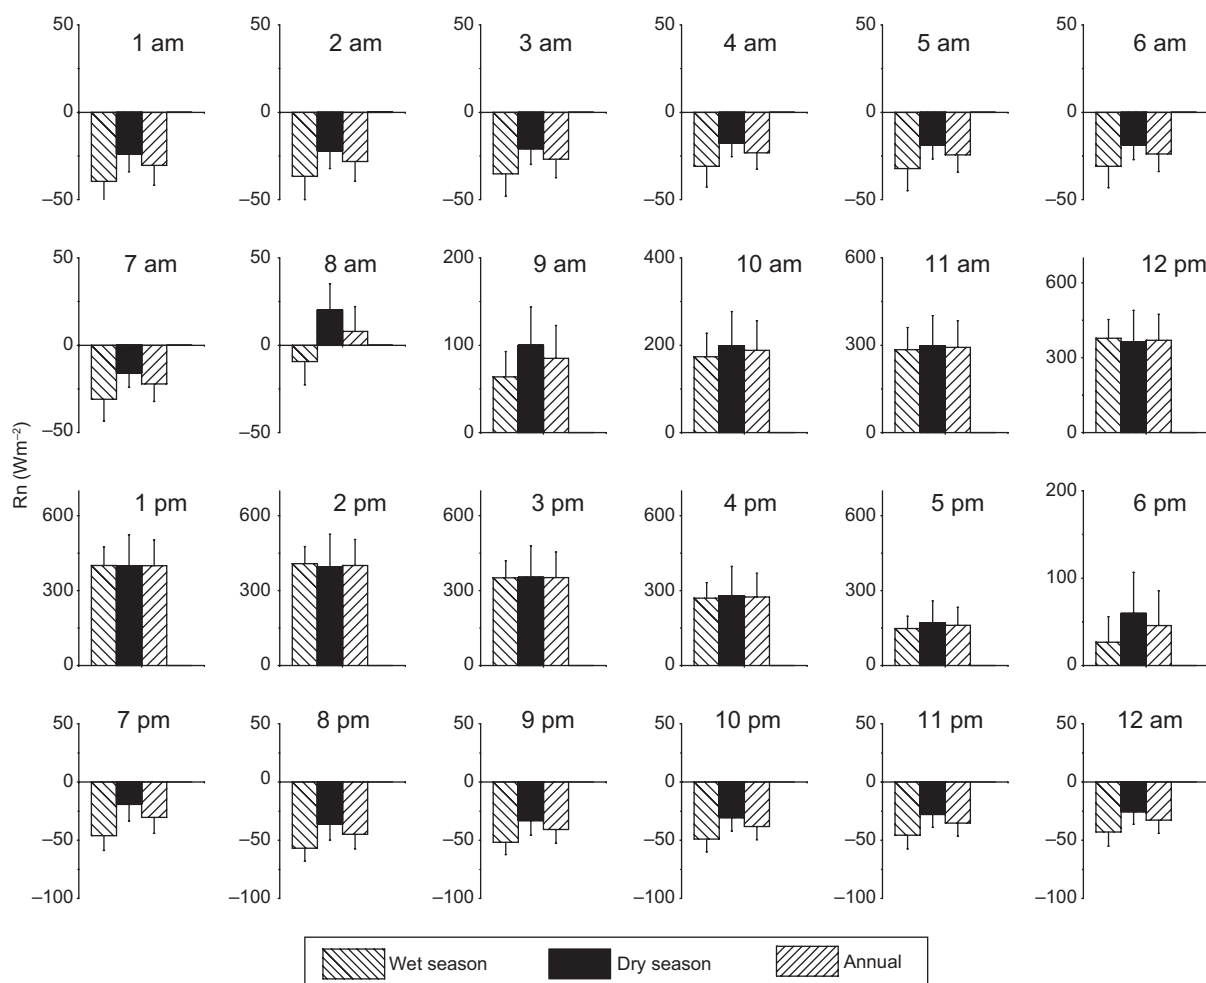 50 50 50 50 50 50
1 am 2 am 3 am 4 am 5 am 6 am
0 0 0 0 0 0
–50 –50 –50 –50 –50 –50
50 50 200 400 600
7 am 8 am 9 am 10 am 11 am 12 pm
600
0 0 100 200 300 300
–50 –50 0 0 0 0
Rn (Wm⁻²)
200
1 pm 2 pm 3 pm 4 pm 5 pm 6 pm
600 600 600 600 600
300 300 300 300 300 100
0 0 0 0 0 0
50 50 50 50 50 50
7 pm 8 pm 9 pm 10 pm 11 pm 12 am
0 0 0 0 0 0
–50 –50 –50 –50 –50 –50
–100 –100 –100 –100 –100 –100
Wet season Dry season Annual